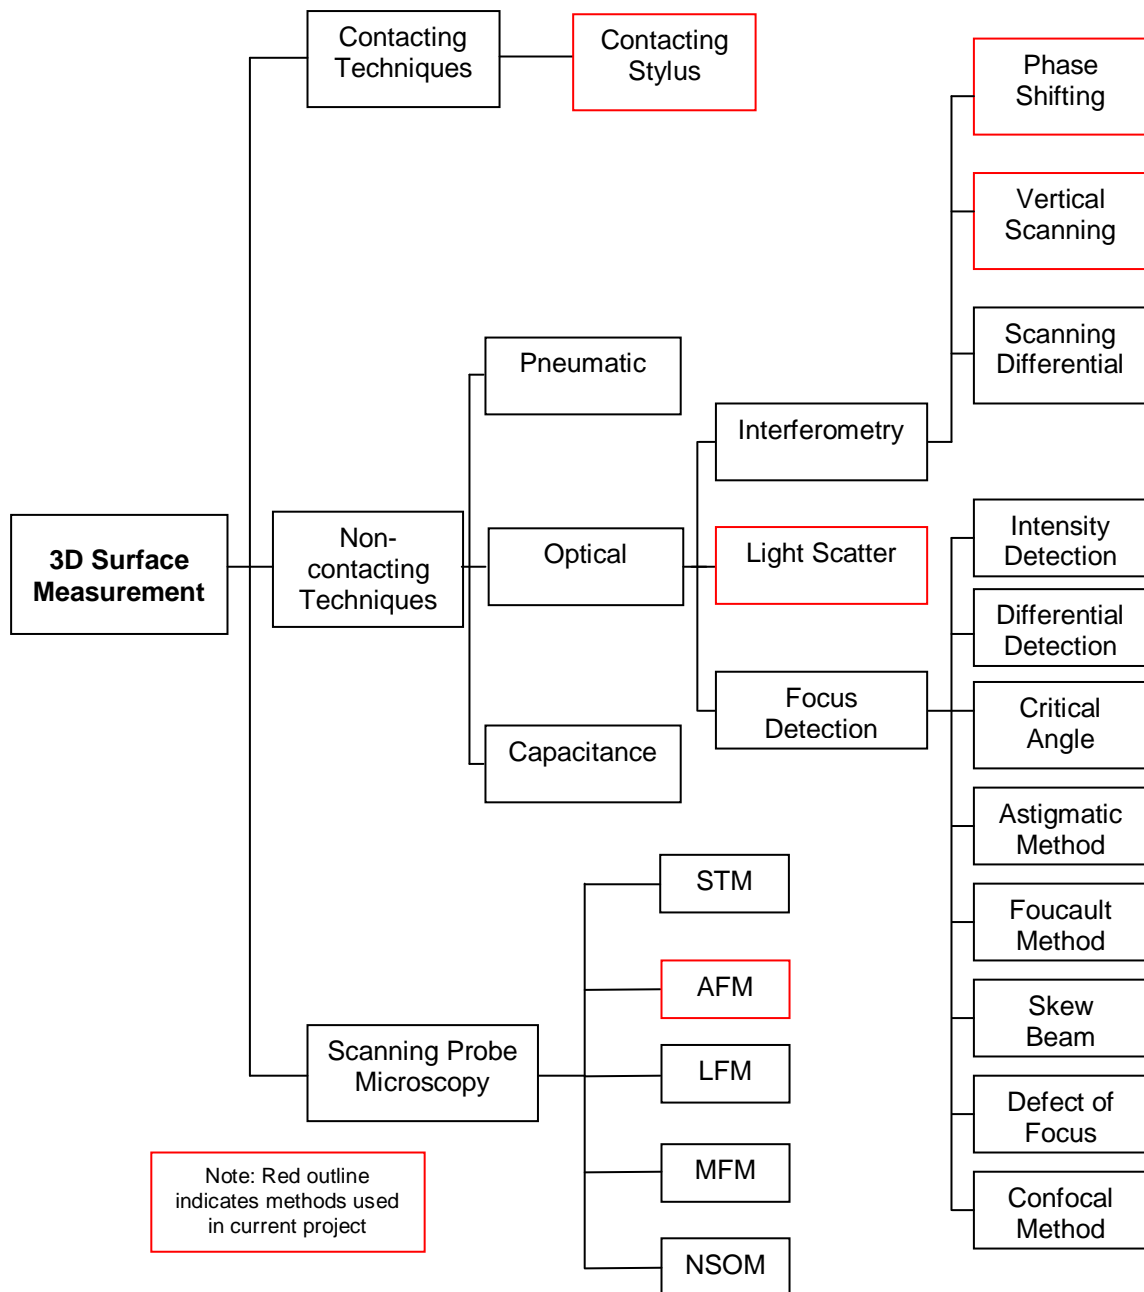 Contacting
Techniques
Contacting
Stylus
Phase
Shifting
Vertical
Scanning
Scanning
Differential
Pneumatic
Interferometry
3D Surface
Measurement
Non-
contacting
Techniques
Optical
Light Scatter
Intensity
Detection
Differential
Detection
Focus
Detection
Critical
Angle
Capacitance
Astigmatic
Method
STM
Foucault
Method
AFM
Skew
Beam
Scanning Probe
Microscopy
LFM
Defect of
Focus
Note: Red outline
indicates methods used
in current project
MFM
Confocal
Method
NSOM